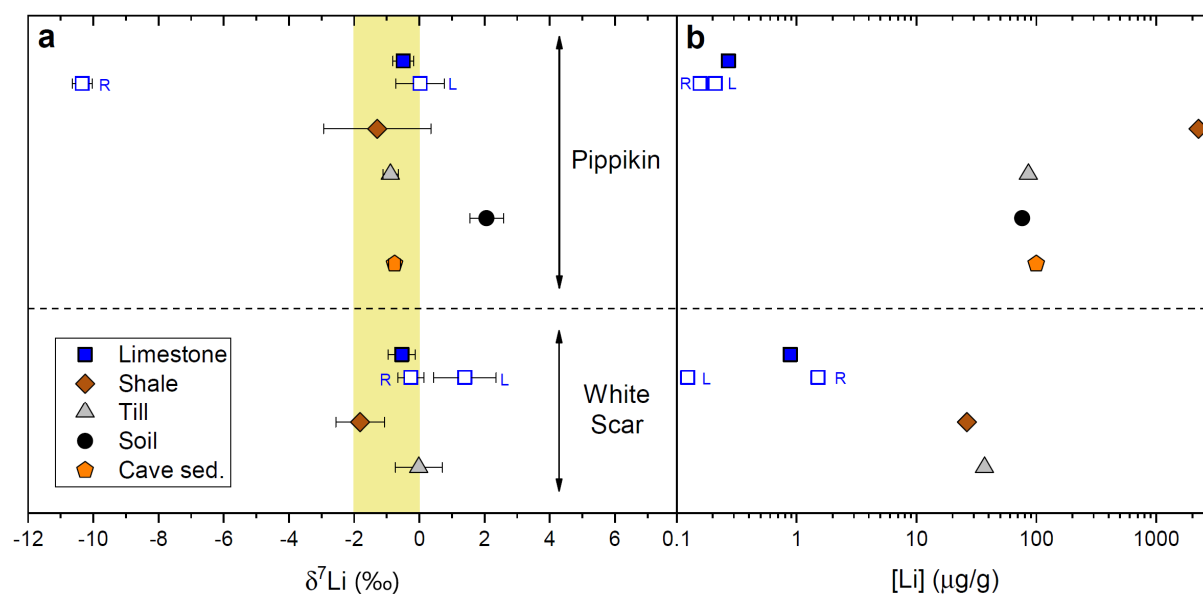 a
b
R
L
R
L
Pippikin
Limestone
Shale
Till
Soil
Cave sed.
R
L
L
R
White
Scar
-12 -10 -8 -6 -4 -2 0 2 4 6 0.1 1 10 100 1000
δ⁷Li (‰)
[Li] (μg/g)